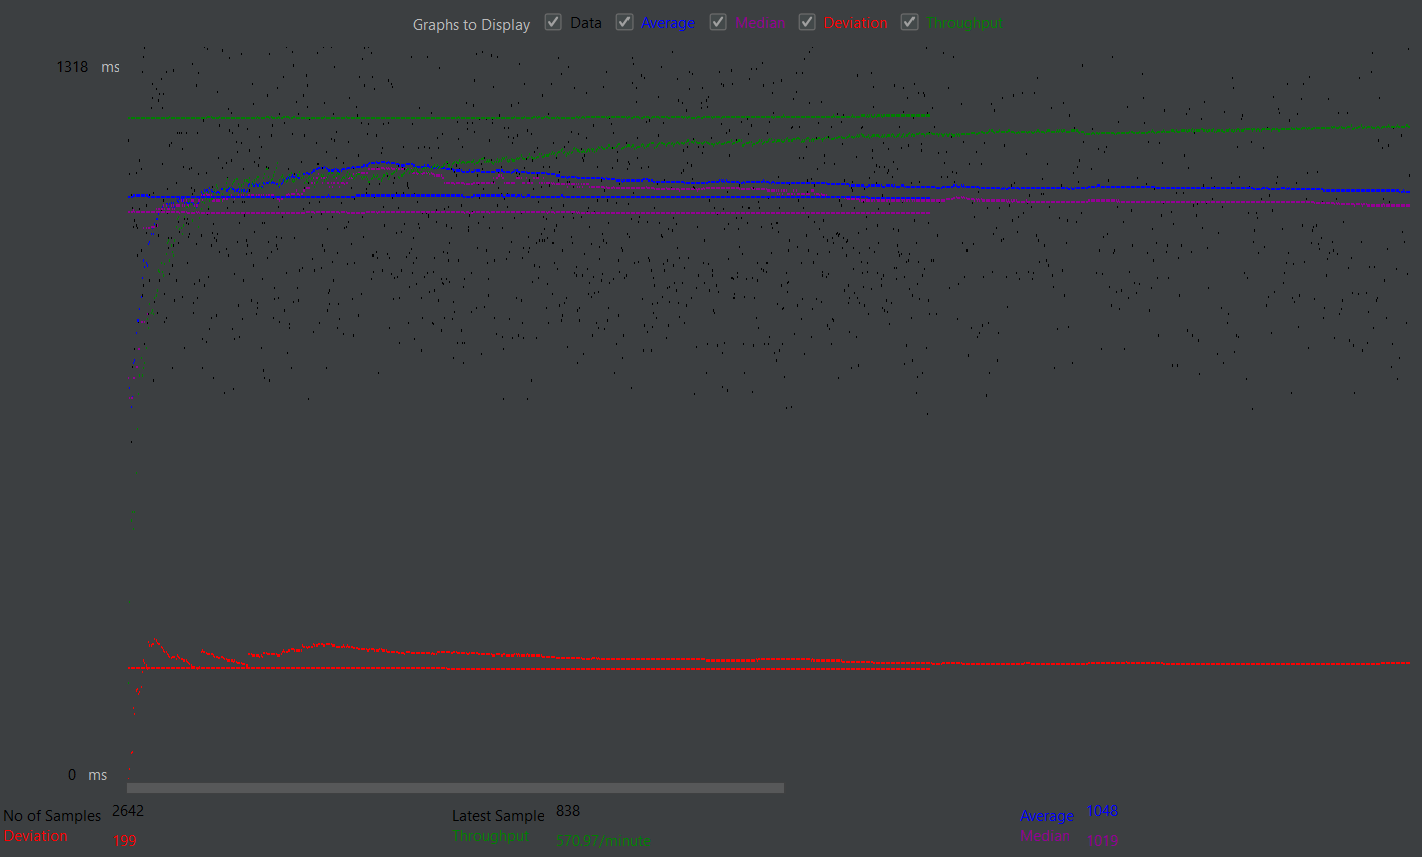 Graphs to Display Data Average Median Deviation Throughput
1318 ms
0 ms
No of Samples 2642 Latest Sample 838 Average 1048
Deviation 199 Throughput 570.97/minute Median 1019